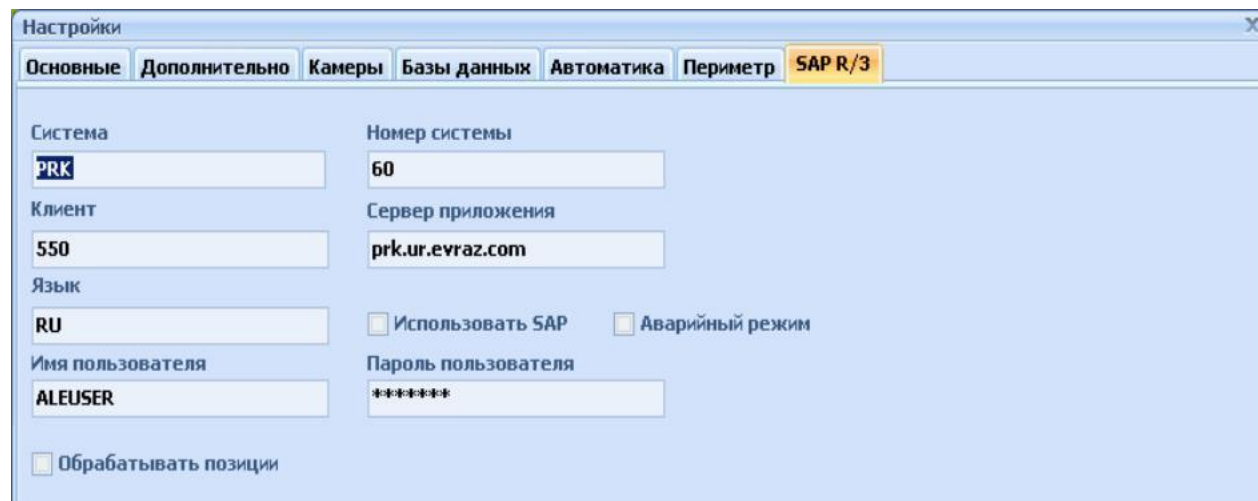 Настройки
Основные Дополнительно Камеры Базы данных Автоматика Периметр SAP R/3
Система Номер системы
PRK 60
Клиент Сервер приложения
550 prk.ur.evraz.com
Язык
RU Использовать SAP Аварийный режим
Имя пользователя Пароль пользователя
ALEUSER *******
Обрабатывать позиции